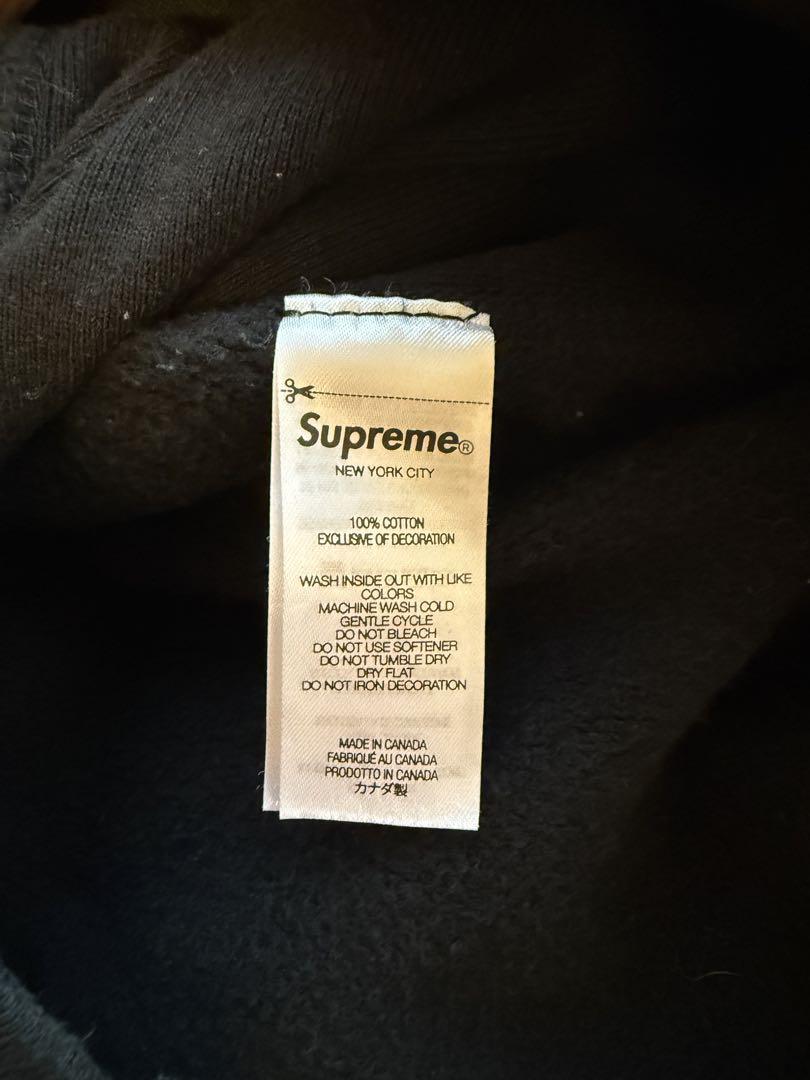 Supreme®
NEW YORK CITY
100% COTTON
EXCLUSIVE OF DECORATION
WASH INSIDE OUT WITH LIKE
COLORS
MACHINE WASH COLD
GENTLE CYCLE
DO NOT BLEACH
DO NOT USE SOFTENER
DO NOT TUMBLE DRY
DRY FLAT
DO NOT IRON DECORATION
MADE IN CANADA
FABRIQUÉ AU CANADA
PRODOTTO IN CANADA
カナダ製